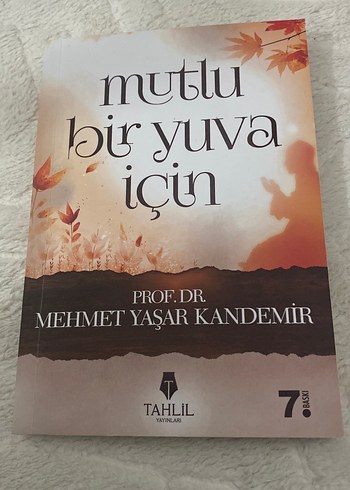 mutlu
bir yuva
için
PROF. DR.
MEHMET YAŞAR KANDEMİR
T
TAHLİL
YAYINLARI
7. BASKI